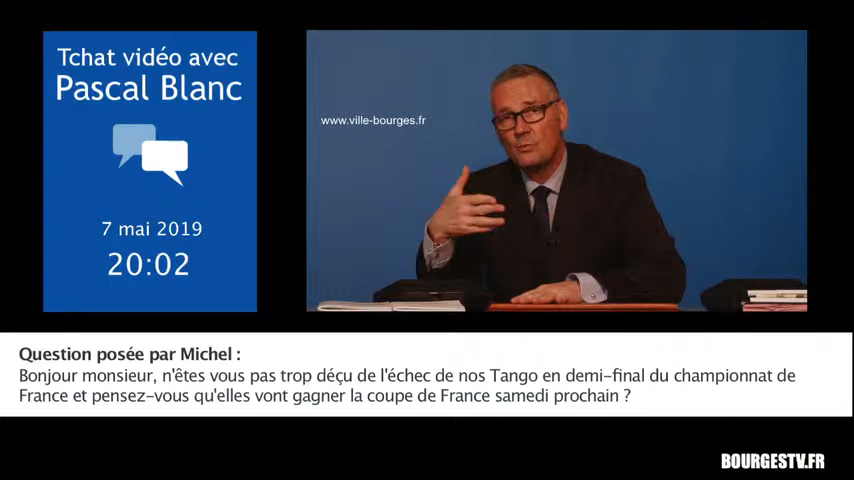 Tchat vidéo avec
Pascal Blanc
7 mai 2019
20:02
www.ville-bourges.fr
Question posée par Michel :
Bonjour monsieur, n'êtes vous pas trop déçu de l'échec de nos Tango en demi-final du championnat de
France et pensez-vous qu'elles vont gagner la coupe de France samedi prochain ?
BOURGESTV.FR